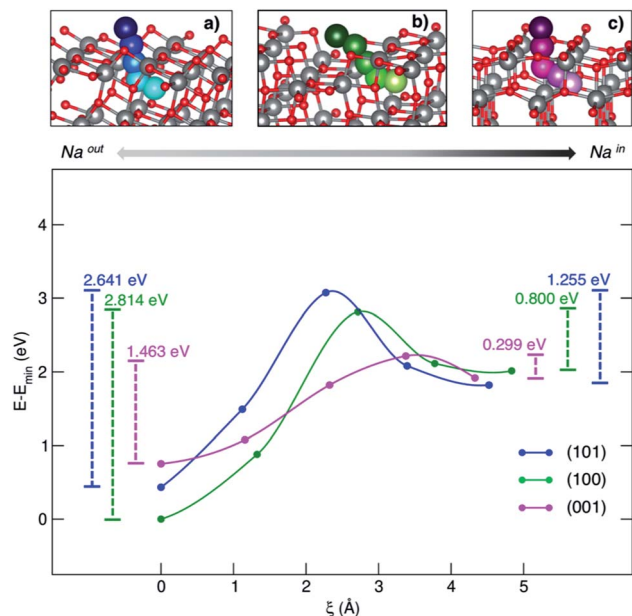 a)
b)
c)
Na out
Na in
E-Emin (eV)
4
3
2
1
0
2.641 eV
2.814 eV
1.463 eV
1.255 eV
0.800 eV
0.299 eV
(101)
(100)
(001)
0 1 2 3 4 5
ξ (Å)